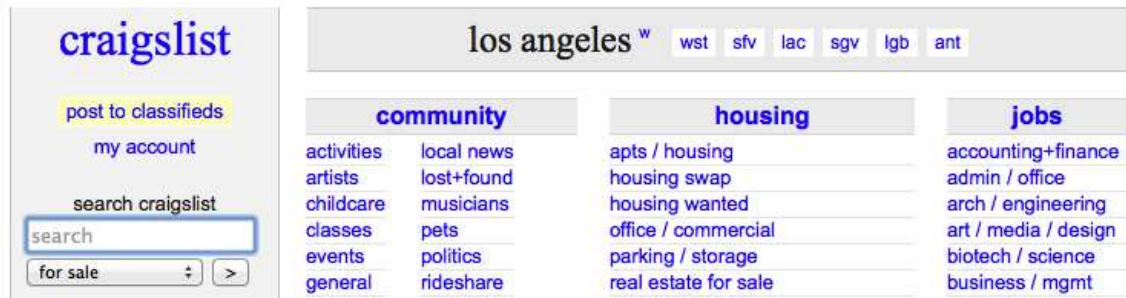 craigslist
post to classifieds
my account
search craigslist
search
for sale >
los angeles w wst sfv lac sgv lgb ant
community
activities local news
artists lost+found
childcare musicians
classes pets
events politics
general rideshare
housing
apts / housing
housing swap
housing wanted
office / commercial
parking / storage
real estate for sale
jobs
accounting+finance
admin / office
arch / engineering
art / media / design
biotech / science
business / mgmt